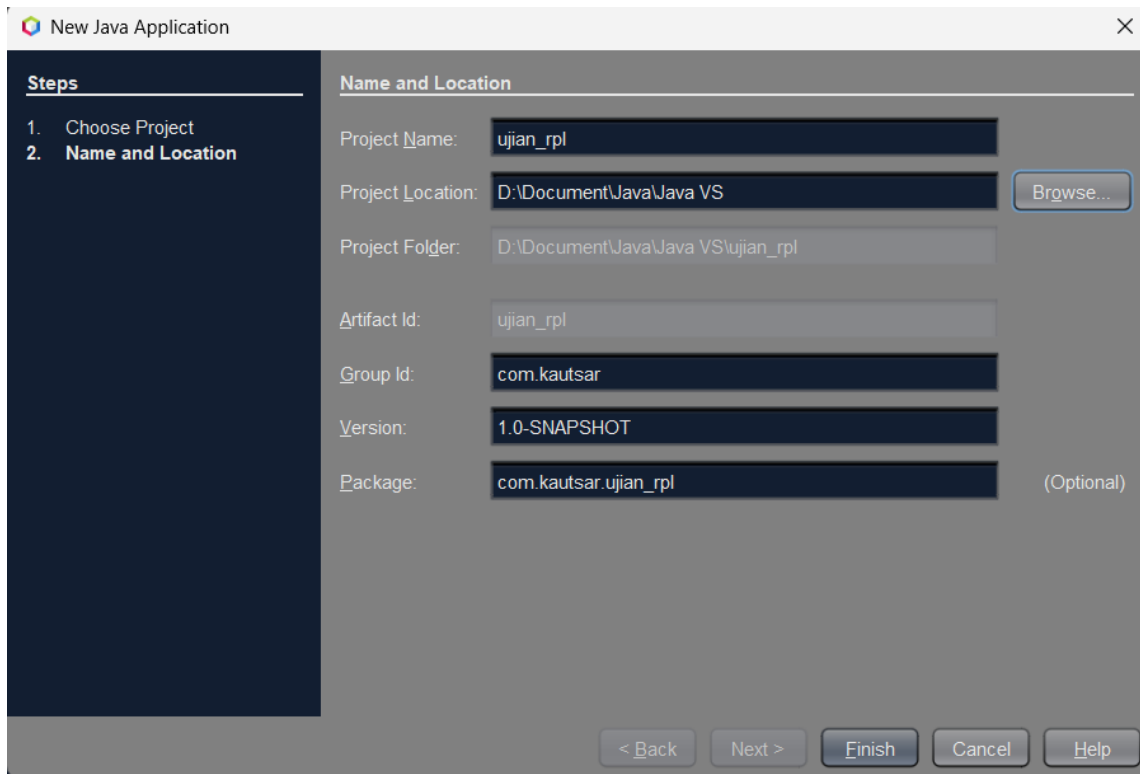 New Java Application
Steps
1. Choose Project
2. Name and Location
Name and Location
Project Name: ujian_rpl
Project Location: D:\Document\Java\Java VS Browse...
Project Folder: D:\Document\Java\Java VS\ujian_rpl
Artifact Id: ujian_rpl
Group Id: com.kautsar
Version: 1.0-SNAPSHOT
Package: com.kautsar.ujian_rpl (Optional)
< Back Next > Finish Cancel Help